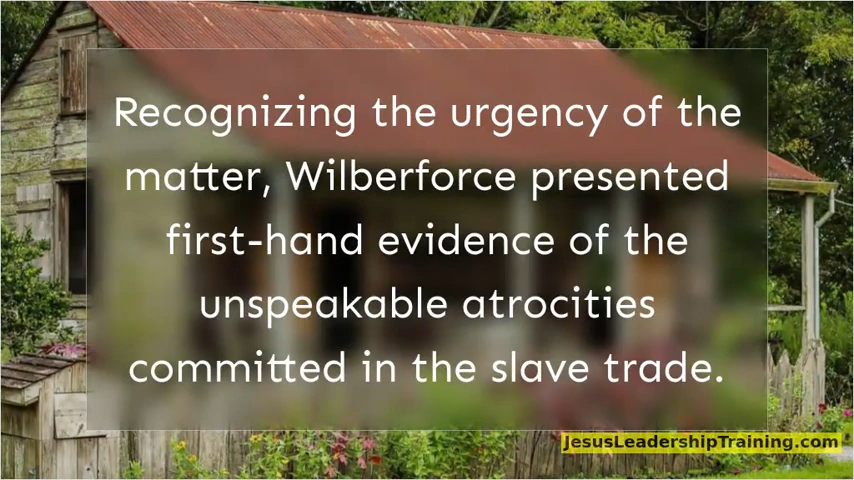 Recognizing the urgency of the
matter, Wilberforce presented
first-hand evidence of the
unspeakable atrocities
committed in the slave trade.
JesusLeadershipTraining.com